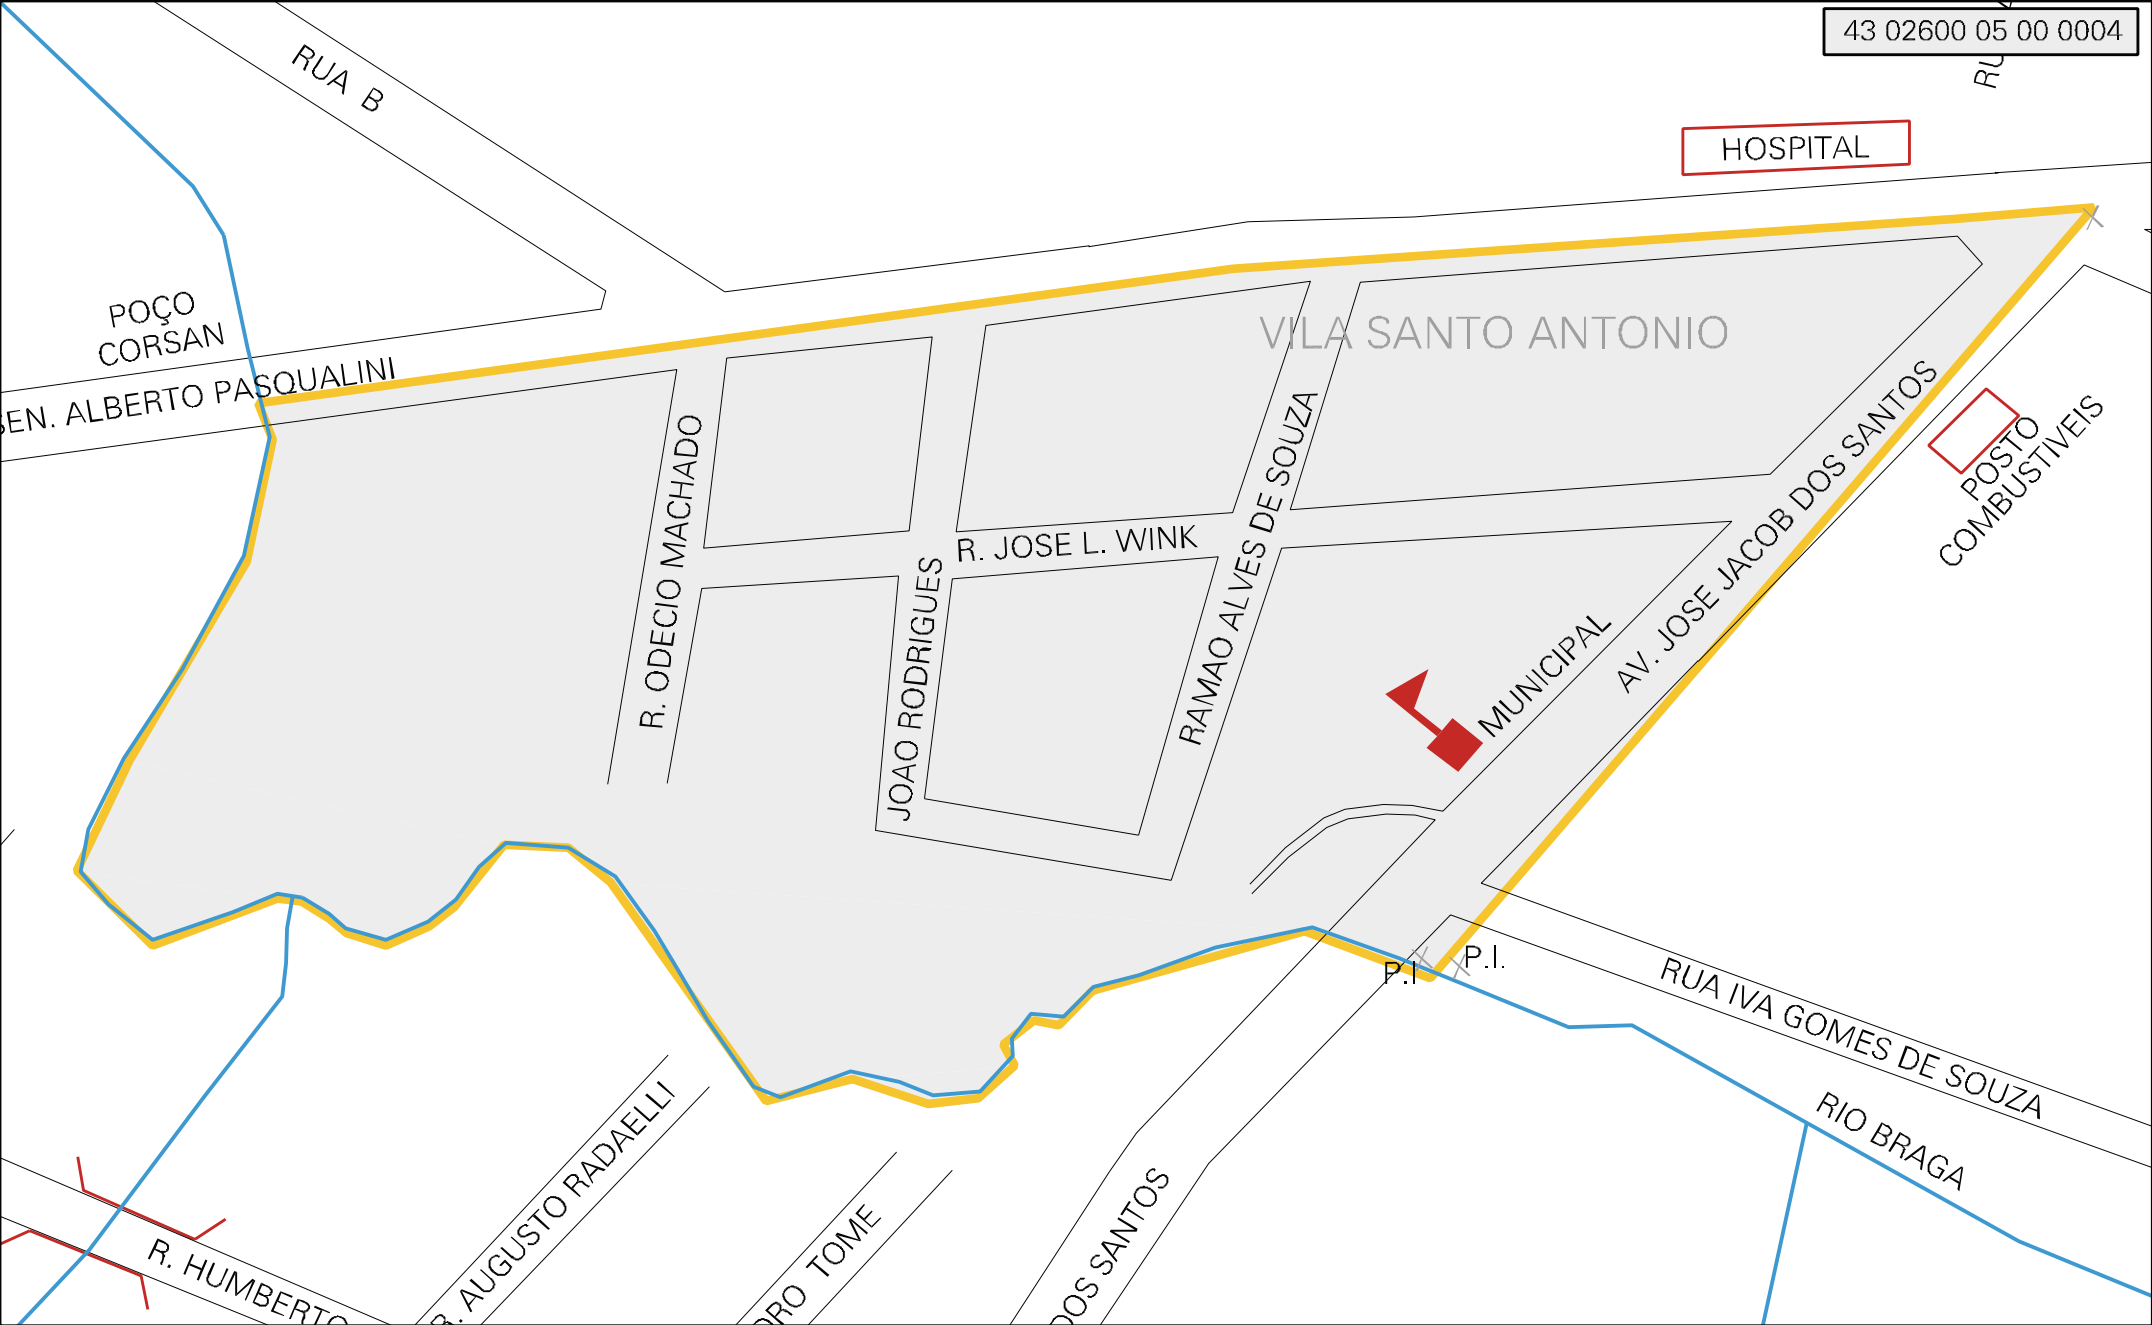 43 02600 05 00 0004
RUA B
HOSPITAL
POÇO
CORSAN
SEN. ALBERTO PASQUALINI
VILA SANTO ANTONIO
R. ODECIO MACHADO
JOAO RODRIGUES
R. JOSE L. WINK
RAMAO ALVES DE SOUZA
AV. JOSE JACOB DOS SANTOS
POSTO
COMBUSTIVEIS
MUNICIPAL
P.I
P.I.
RUA IVA GOMES DE SOUZA
RIO BRAGA
R. HUMBERTO
R. AUGUSTO RADAELLI
DRO TOME
DOS SANTOS